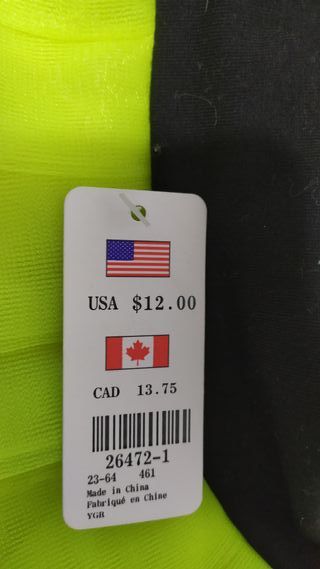 USA $12.00
CAD 13.75
26472-1
23-64 461
Made in China
Fabriqué en Chine
YGR